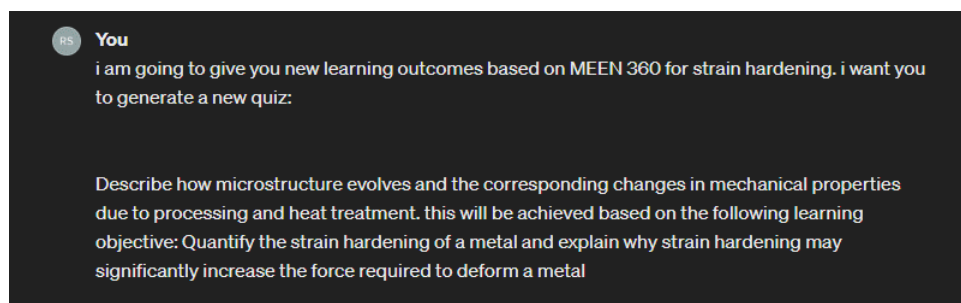 RS
You
i am going to give you new learning outcomes based on MEEN 360 for strain hardening. i want you
to generate a new quiz:
Describe how microstructure evolves and the corresponding changes in mechanical properties
due to processing and heat treatment. this will be achieved based on the following learning
objective: Quantify the strain hardening of a metal and explain why strain hardening may
significantly increase the force required to deform a metal